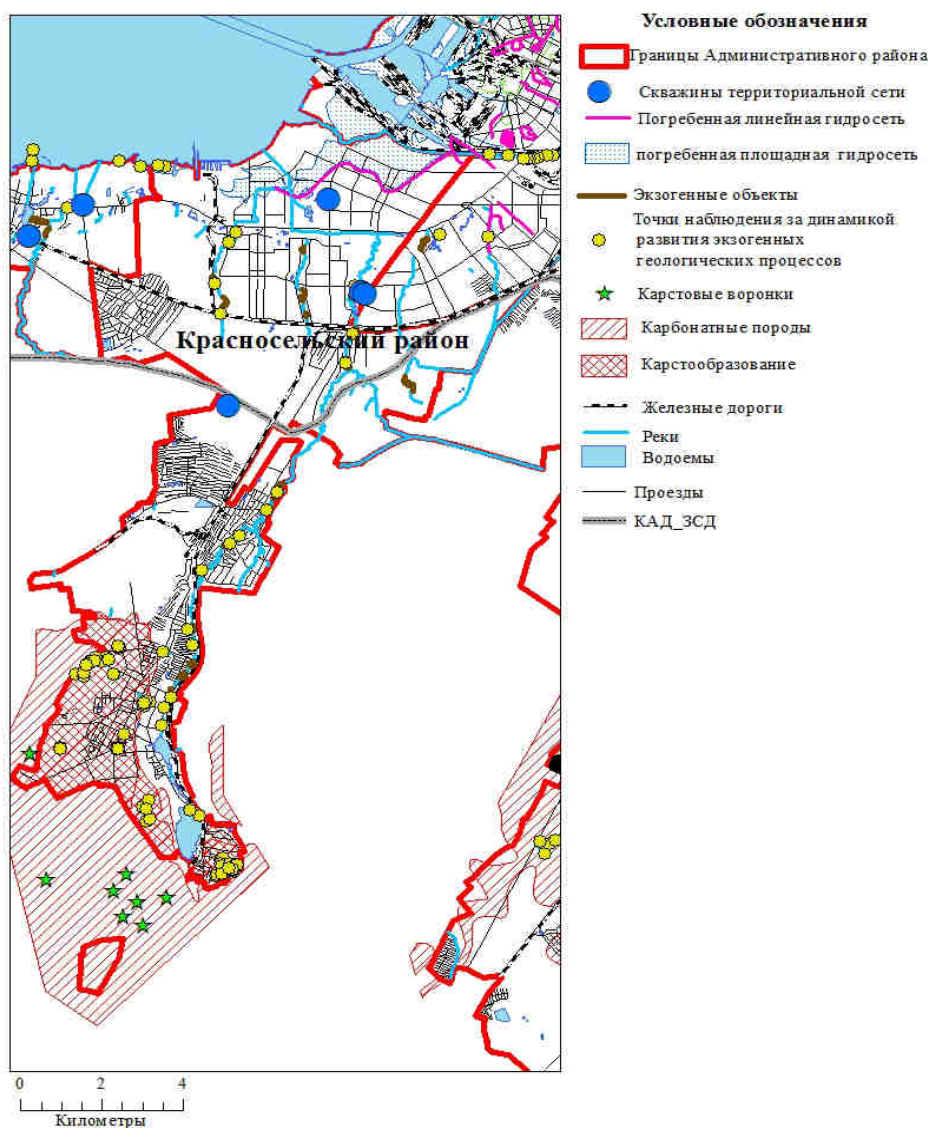 Условные обозначения
Границы Административного района
Скважины территориальной сети
Погребенная линейная гидросеть
погребенная площадная гидросеть
Экзогенные объекты
Точки наблюдения за динамикой
развития экзогенных
геологических процессов
Карстовые воронки
Карбонатные породы
Карстообразование
Железные дороги
Реки
Водоемы
Проезды
КАД_ЗСД
Красносельский район
0 2 4
Километры